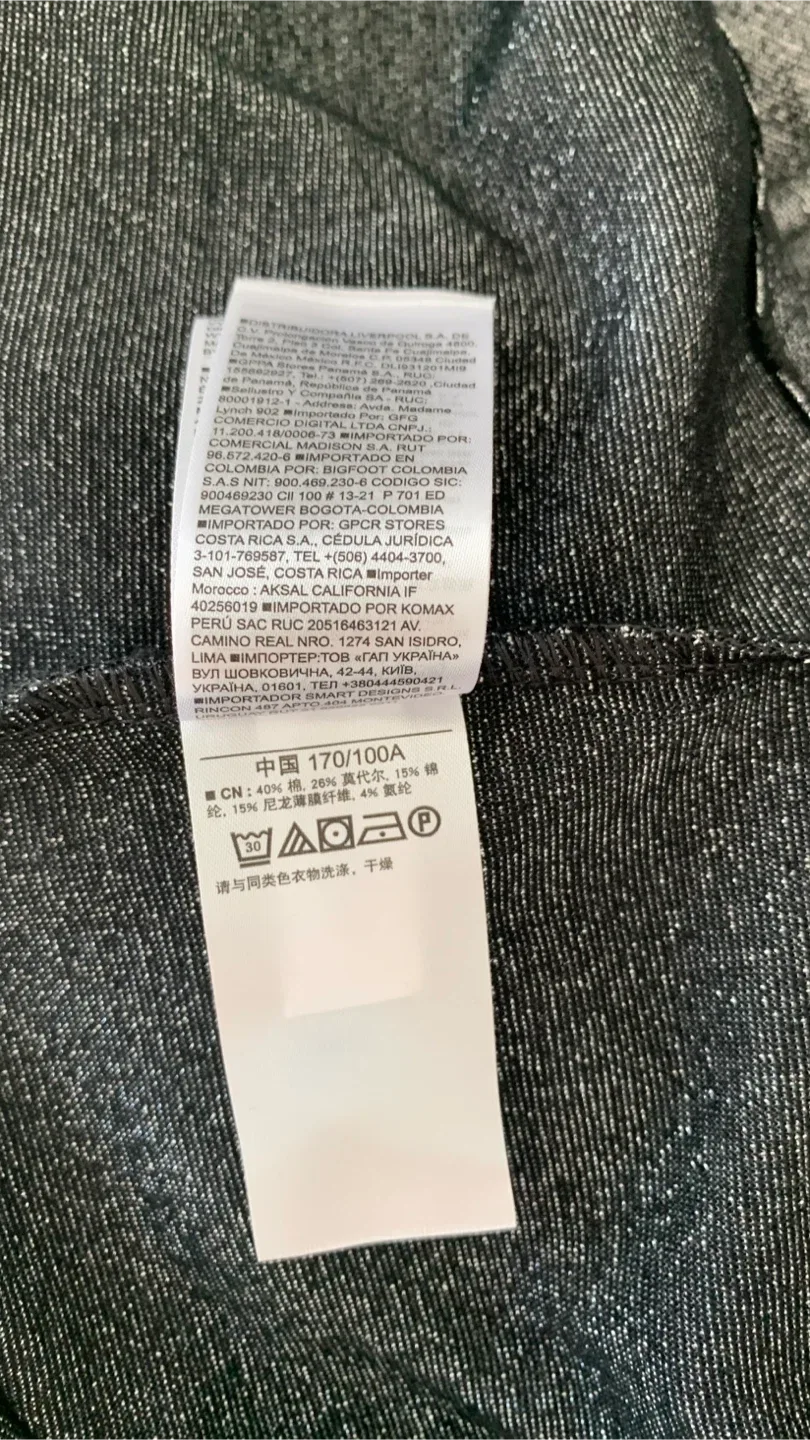 ■DISTRIBUIDORA LIVERPOOL, S.A. DE
C.V. Prolongación Vasco de Quiroga 4800,
Torre 2, Piso 3 Col. Santa Fe Cuajimalpa,
Cuajimalpa de Morelos C.P. 05348 Ciudad
De México México R.F.C. DLI931201MI9
■GPPA Stores Panamá S.A., RUC:
155662927, Tel.: +(507) 269-2620 ,Ciudad
de Panamá, República de Panamá
■Sellustro Y Compañía SA - RUC:
80001912-1 - Address: Avda. Madame
Lynch 902 ■Importado Por: GFG
COMERCIO DIGITAL LTDA CNPJ.:
11.200.418/0006-73 ■IMPORTADO POR:
COMERCIAL MADISON S.A. RUT
96.572.420-6 ■IMPORTADO EN
COLOMBIA POR: BIGFOOT COLOMBIA
S.A.S NIT: 900.469.230-6 CODIGO SIC:
900469230 Cll 100 # 13-21 P 701 ED
MEGATOWER BOGOTA-COLOMBIA
■IMPORTADO POR: GPCR STORES
COSTA RICA S.A., CÉDULA JURÍDICA
3-101-769587, TEL +(506) 4404-3700,
SAN JOSÉ, COSTA RICA ■Importer
Morocco : AKSAL CALIFORNIA IF
40256019 ■IMPORTADO POR KOMAX
PERÚ SAC RUC 20516463121 AV.
CAMINO REAL NRO. 1274 SAN ISIDRO,
LIMA ■ІМПОРТЕР:ТОВ «ГАП УКРАЇНА»
ВУЛ ШОВКОВИЧНА, 42-44, КИЇВ,
УКРАЇНА, 01601, ТЕЛ +380444590421
■IMPORTADOR SMART DESIGNS S.R.L.
RINCON 487 APTO 404 MONTEVIDEO
中国 170/100A
■ CN : 40% 棉, 26% 莫代尔, 15% 锦
纶, 15% 尼龙薄膜纤维, 4% 氨纶
30 P
请与同类色衣物洗涤，干燥